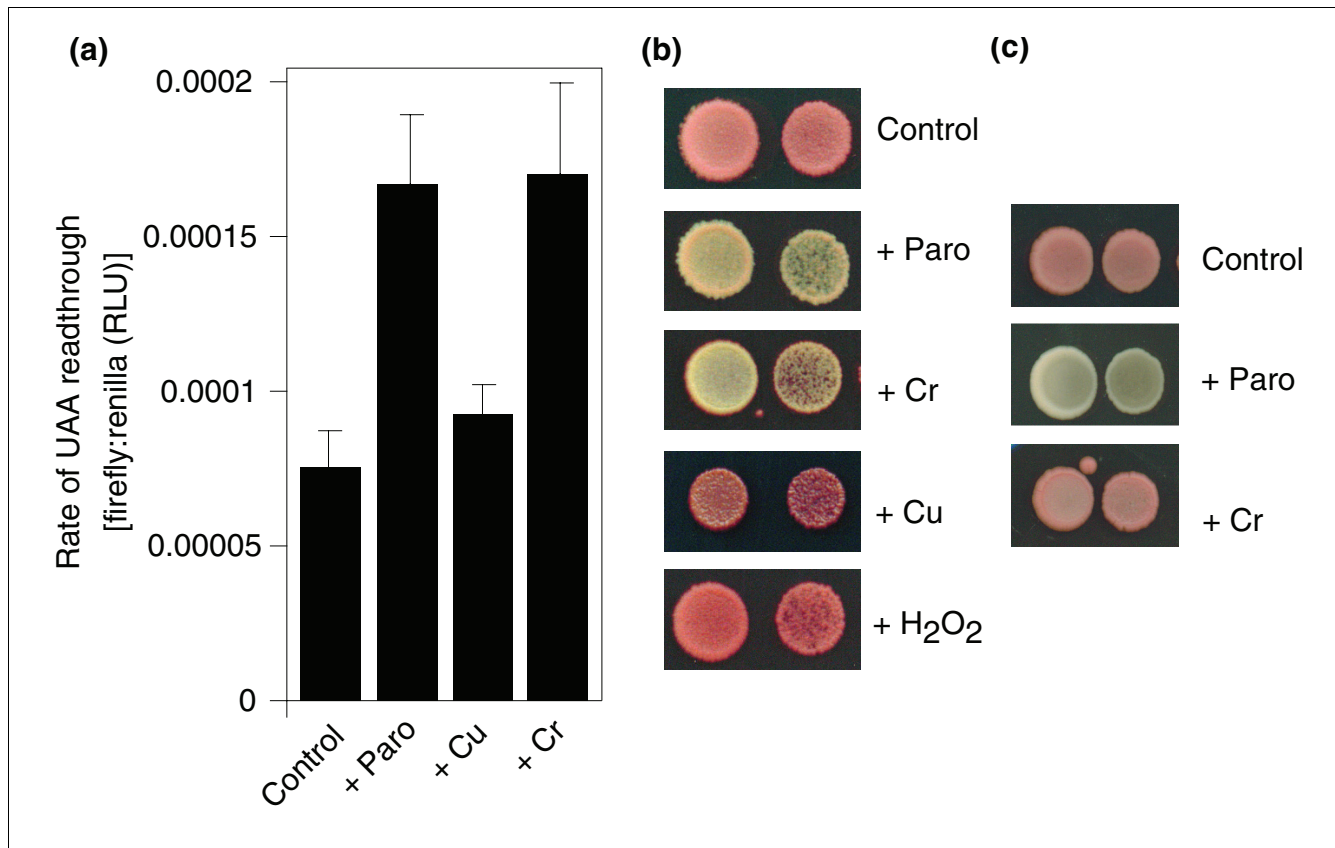 (a)
0.0002
0.00015
0.0001
0.00005
0
Rate of UAA readthrough
[firefly:renilla (RLU)]
Control
+ Paro
+ Cu
+ Cr
(b)
Control
+ Paro
+ Cr
+ Cu
+ H₂O₂
(c)
Control
+ Paro
+ Cr